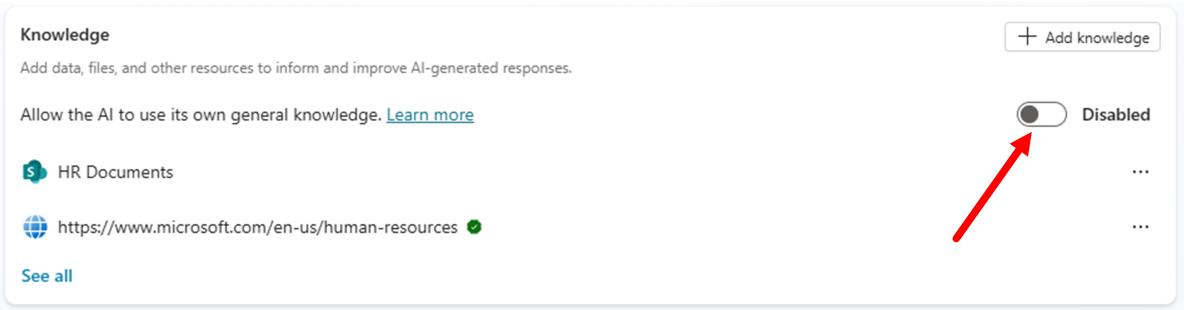 Knowledge
Add knowledge
Add data, files, and other resources to inform and improve AI-generated responses.
Allow the AI to use its own general knowledge. Learn more
Disabled
S
HR Documents
...
https://www.microsoft.com/en-us/human-resources
...
See all